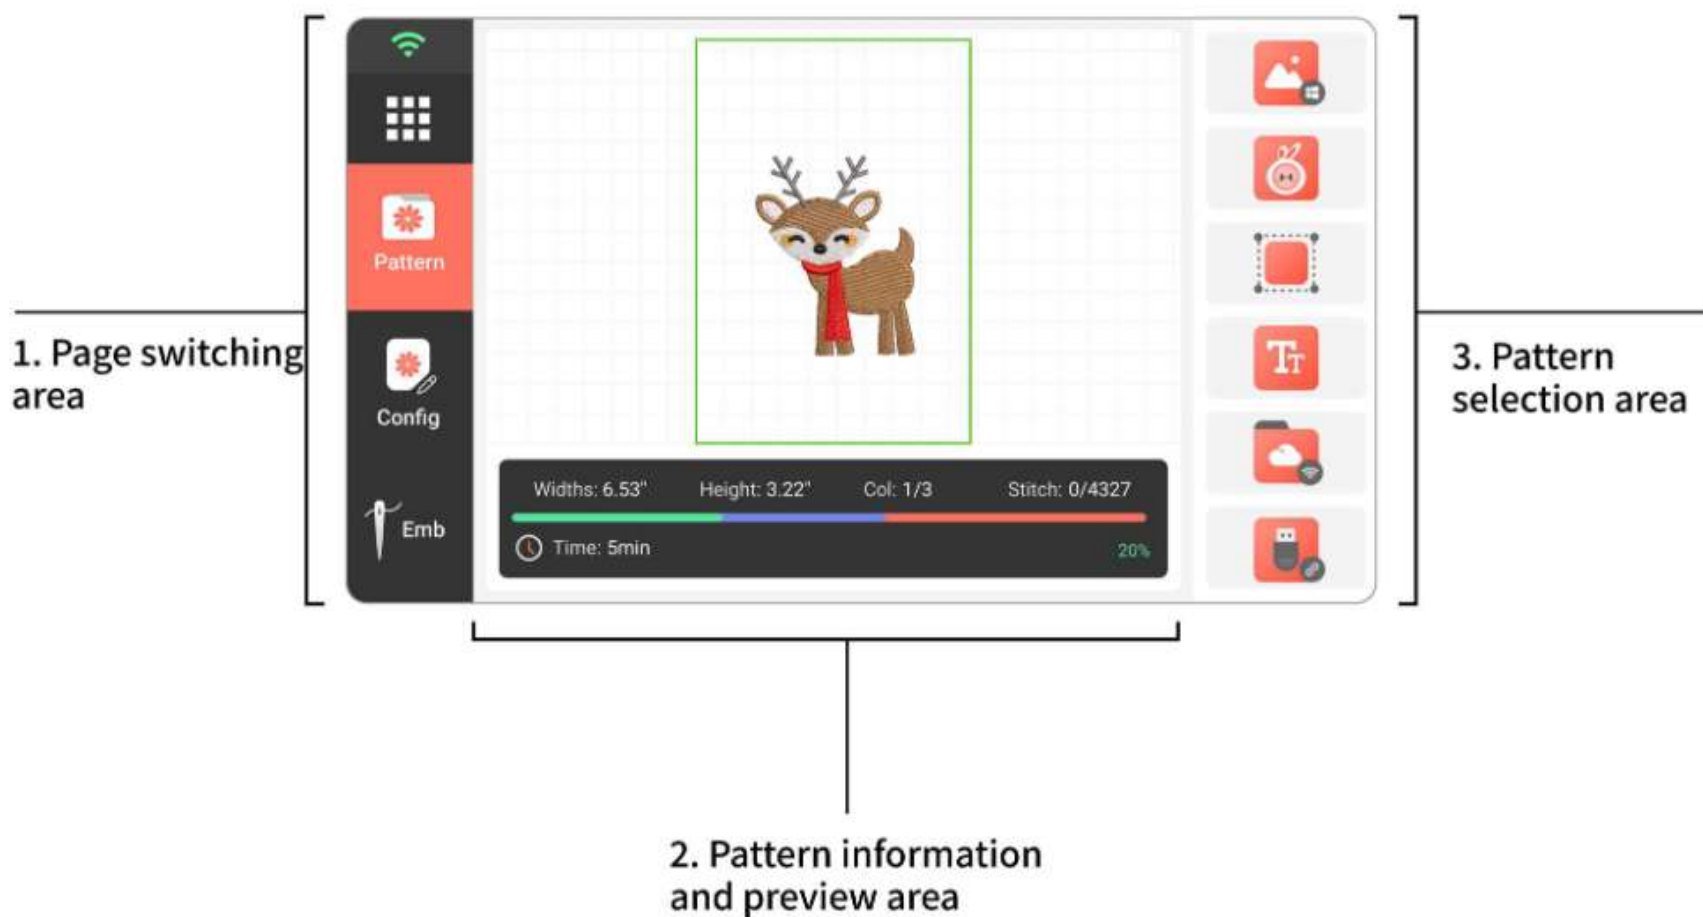 Pattern
Config
Emb
Widths: 6.53" Height: 3.22" Col: 1/3 Stitch: 0/4327
Time: 5min 20%
TT
1. Page switching
area
2. Pattern information
and preview area
3. Pattern
selection area